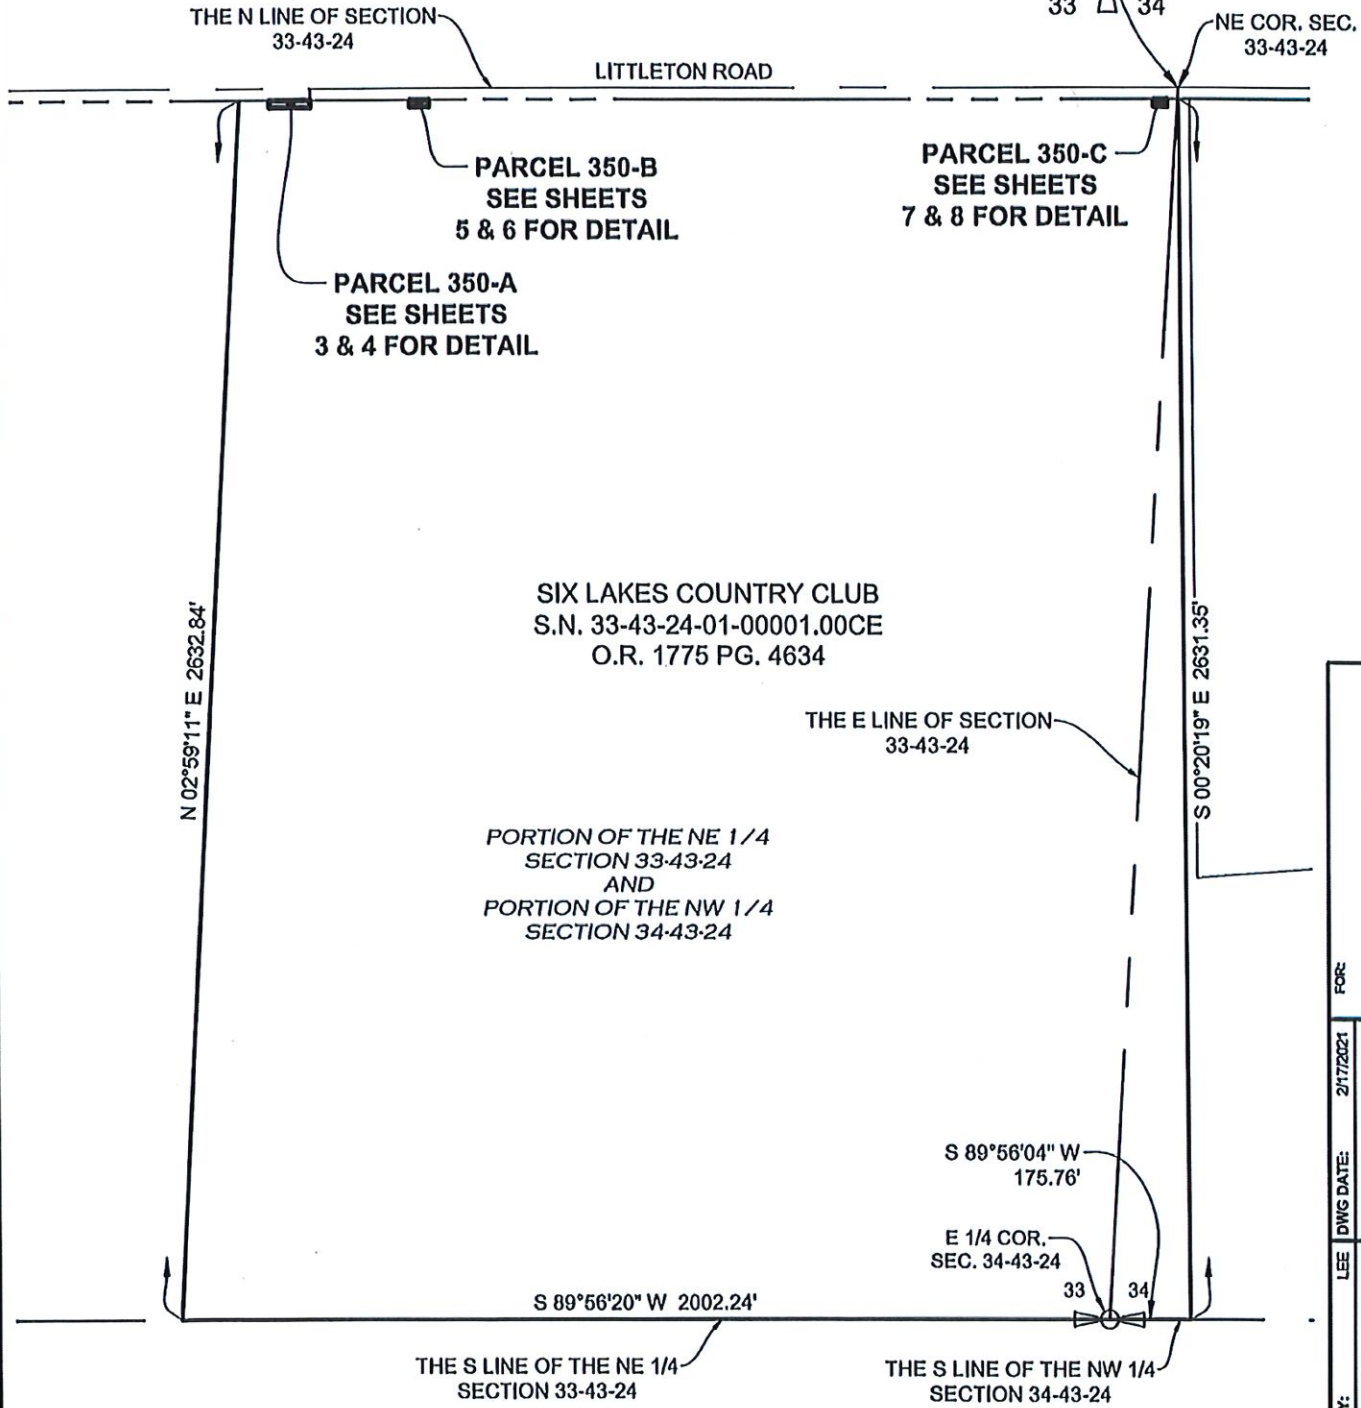 THE N LINE OF SECTION
33-43-24
33 34
NE COR. SEC.
33-43-24
LITTLETON ROAD
PARCEL 350-B
SEE SHEETS
5 & 6 FOR DETAIL
PARCEL 350-C
SEE SHEETS
7 & 8 FOR DETAIL
PARCEL 350-A
SEE SHEETS
3 & 4 FOR DETAIL
SIX LAKES COUNTRY CLUB
S.N. 33-43-24-01-00001.00CE
O.R. 1775 PG. 4634
N 02°59'11" E 2632.84'
S 00°20'19" E 2631.35'
THE E LINE OF SECTION
33-43-24
PORTION OF THE NE 1/4
SECTION 33-43-24
AND
PORTION OF THE NW 1/4
SECTION 34-43-24
S 89°56'04" W
175.76'
E 1/4 COR.
SEC. 34-43-24
33 34
S 89°56'20" W 2002.24'
THE S LINE OF THE NE 1/4
SECTION 33-43-24
THE S LINE OF THE NW 1/4
SECTION 34-43-24
FOR:
LEE DWG DATE: 2/17/2021